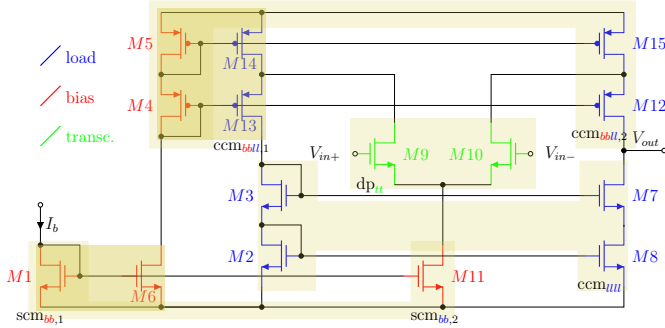 M5
M14
M15
load
bias
M4
M13
M12
ccm_bbll,1
ccm_bbll,2
transc.
V_in+
M9
M10
V_in−
V_out
dp_tt
M3
M7
I_b
M1
M6
M2
M11
M8
ccm_llll
scm_bb,1
scm_bb,2